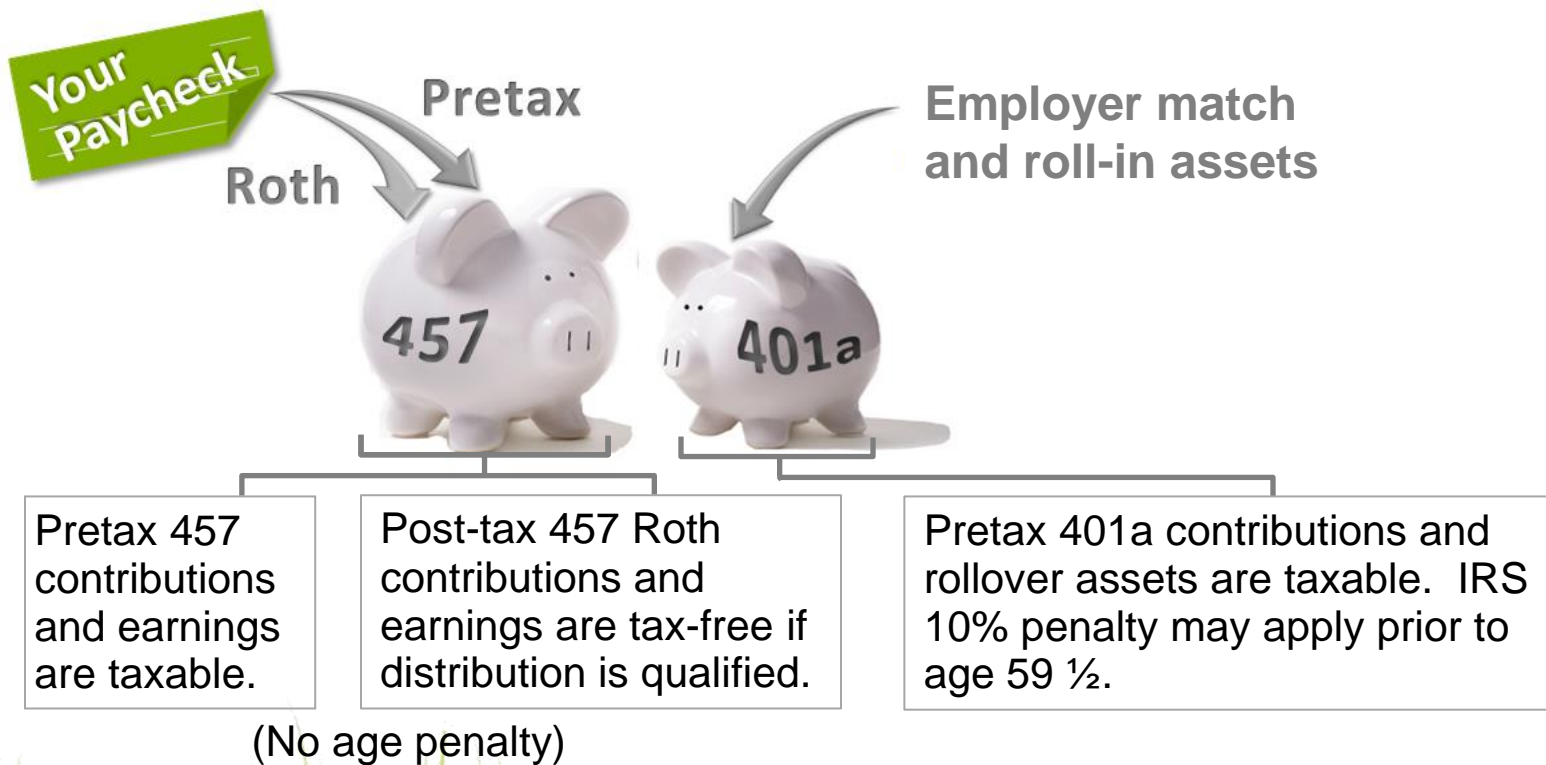 Your
Paycheck
Pretax
Roth
Employer match
and roll-in assets
457
401a
Pretax 457
contributions
and earnings
are taxable.
Post-tax 457 Roth
contributions and
earnings are tax-free if
distribution is qualified.
Pretax 401a contributions and
rollover assets are taxable.  IRS
10% penalty may apply prior to
age 59 ½.
(No age penalty)